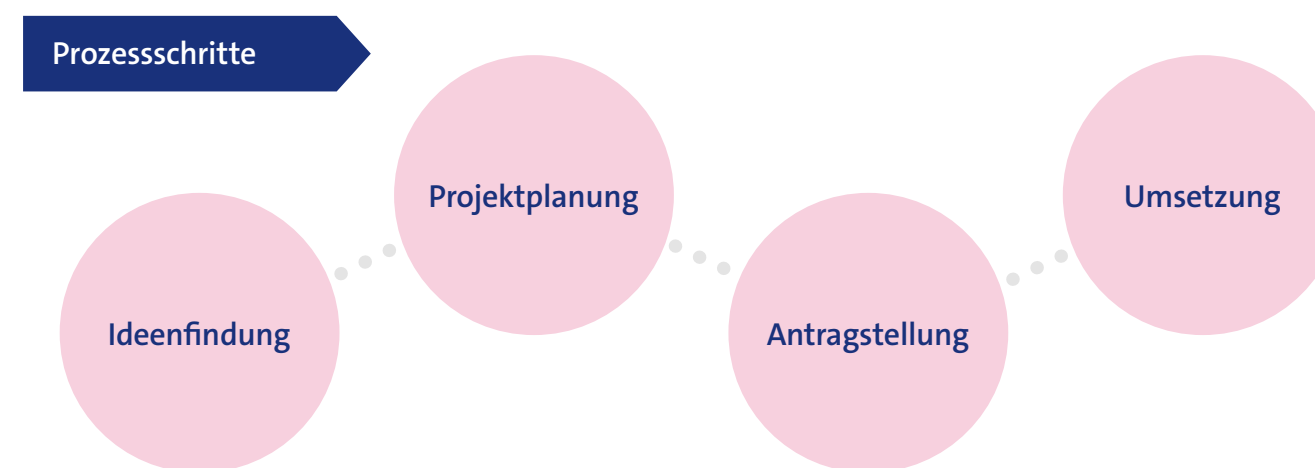 Prozessschritte
Ideenfindung
Projektplanung
Antragstellung
Umsetzung